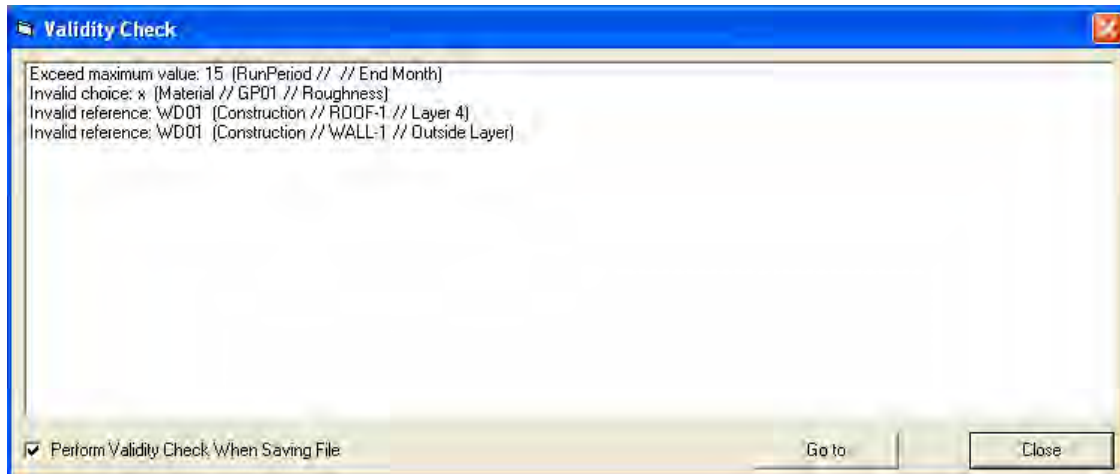 Validity Check
Exceed maximum value: 15 (RunPeriod // // End Month)
Invalid choice: x (Material // GP01 // Roughness)
Invalid reference: WD01 (Construction // ROOF-1 // Layer 4)
Invalid reference: WD01 (Construction // WALL-1 // Outside Layer)
Perform Validity Check When Saving File
Go to
Close